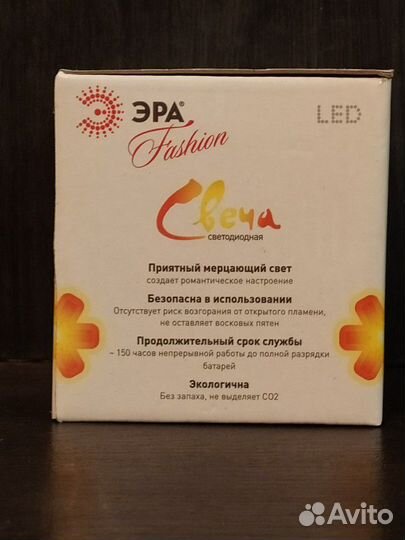 ЭРА®
Fashion
LED
Свеча
светодиодная
Приятный мерцающий свет
создает романтическое настроение
Безопасна в использовании
Отсутствует риск возгорания от открытого пламени,
не оставляет восковых пятен
Продолжительный срок службы
~ 150 часов непрерывной работы до полной разрядки
батарей
Экологична
Без запаха, не выделяет CO2
Avito